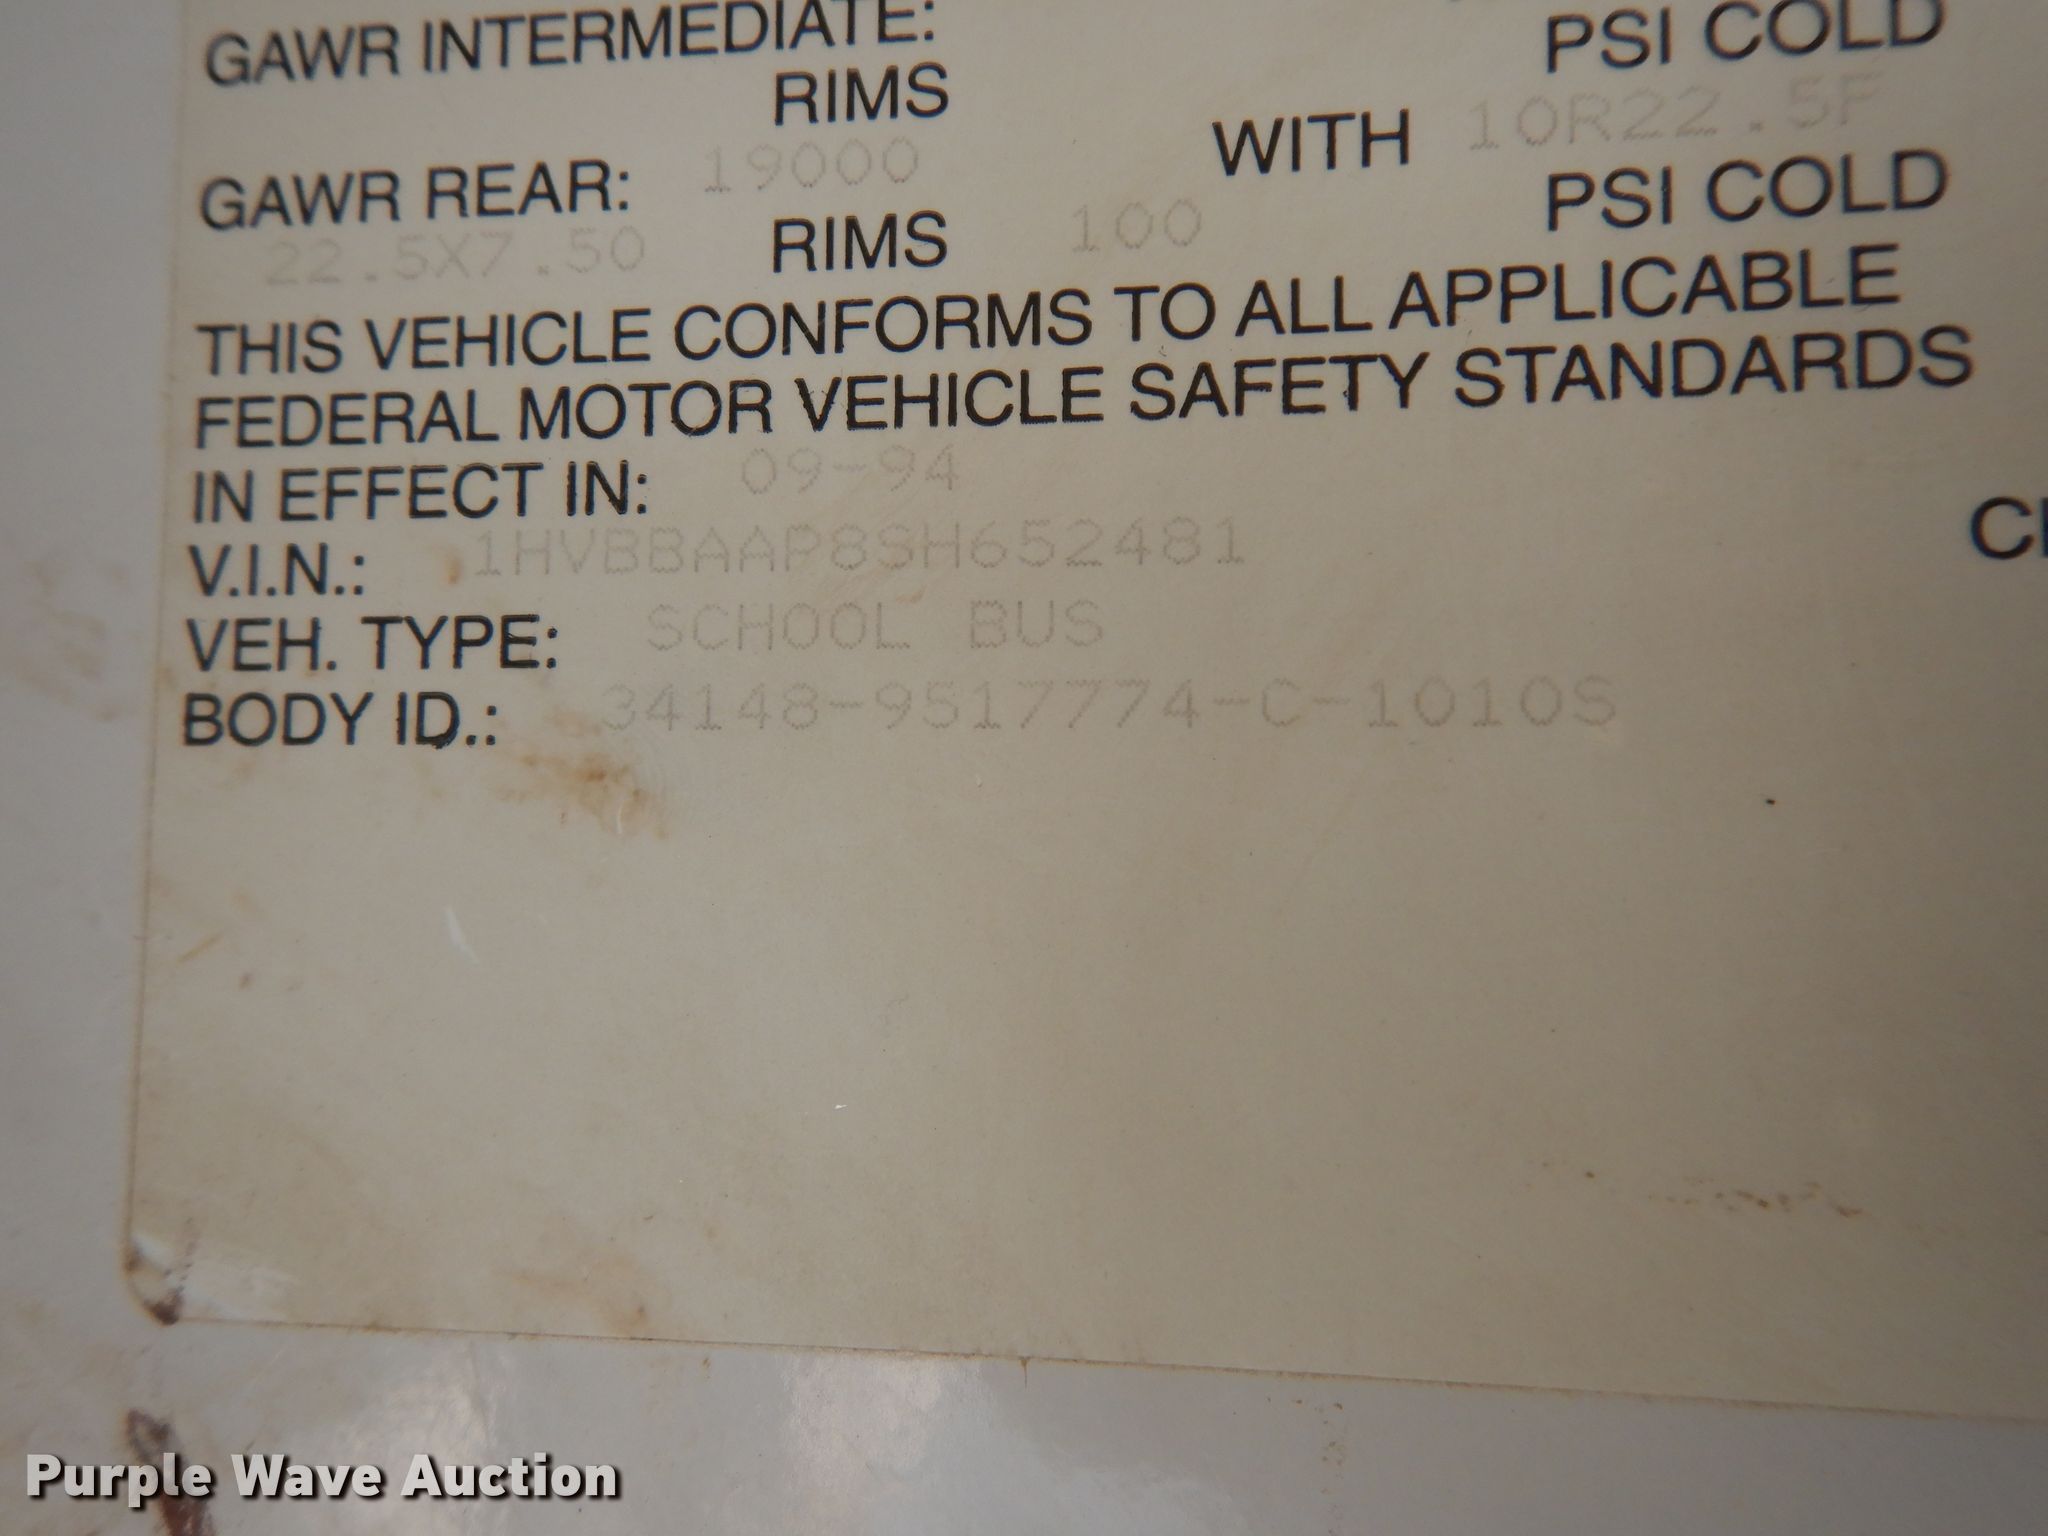 GAWR INTERMEDIATE:
RIMS PSI COLD
GAWR REAR: 19000 WITH 10R22.5F
22.5X7.50 RIMS 100 PSI COLD
THIS VEHICLE CONFORMS TO ALL APPLICABLE
FEDERAL MOTOR VEHICLE SAFETY STANDARDS
IN EFFECT IN: 09-94
V.I.N.: 1HVBBAAP8SH652481
VEH. TYPE: SCHOOL BUS
BODY ID.: 34148-9517774-C-1010S
Purple Wave Auction